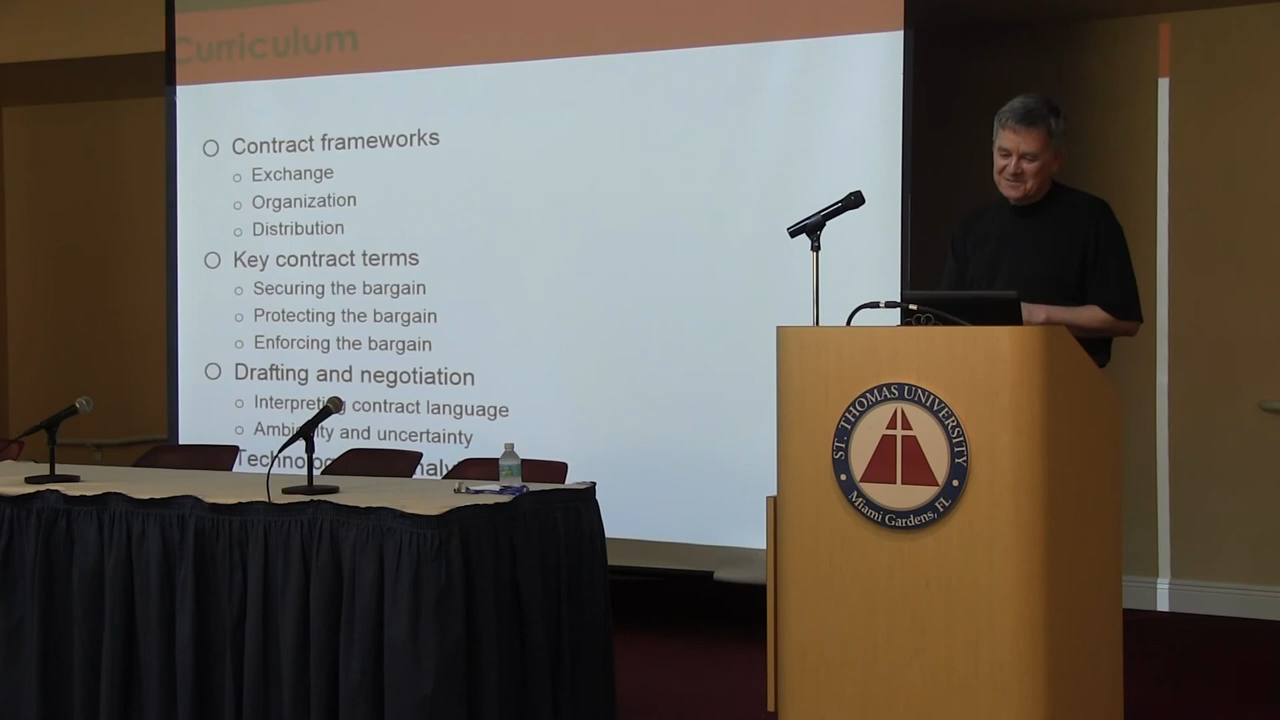 Curriculum
Contract frameworks
Exchange
Organization
Distribution
Key contract terms
Securing the bargain
Protecting the bargain
Enforcing the bargain
Drafting and negotiation
Interpreting contract language
Ambiguity and uncertainty
ST. THOMAS UNIVERSITY
Miami Gardens, FL